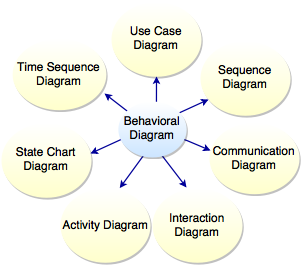 Use Case
Diagram
Time Sequence
Diagram
Sequence
Diagram
Behavioral
Diagram
State Chart
Diagram
Communication
Diagram
Activity Diagram
Interaction
Diagram